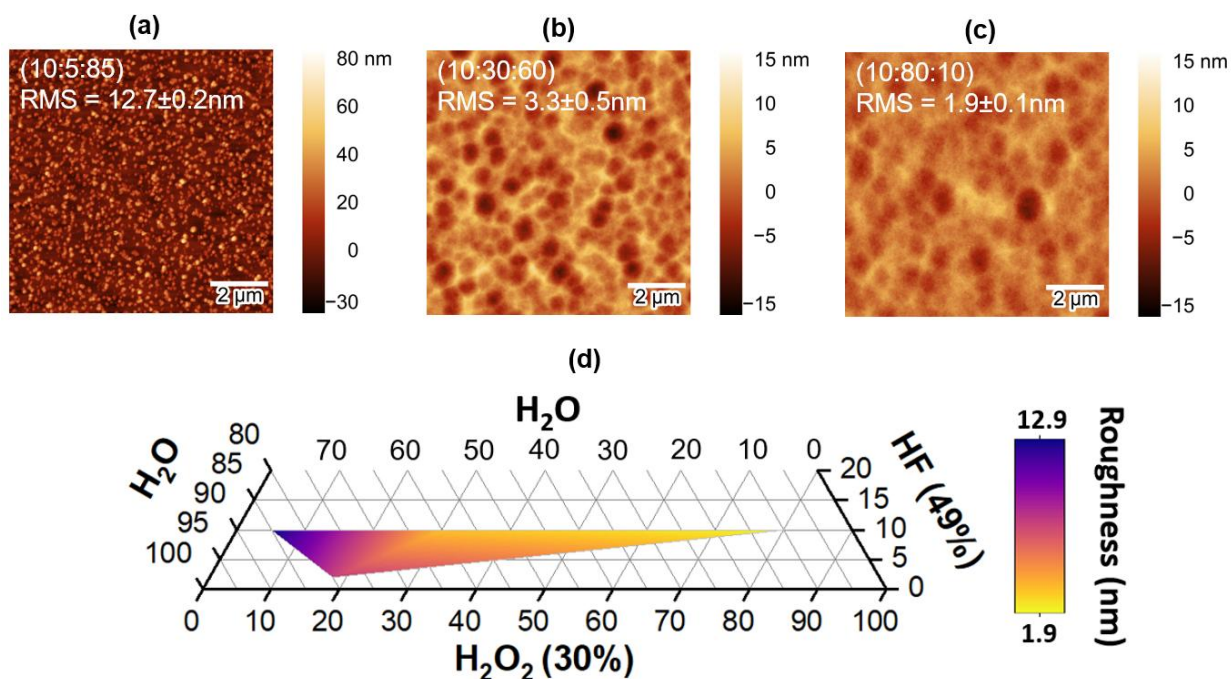 (a)
(10:5:85)
RMS = 12.7±0.2nm
2 µm
80 nm
60
40
20
0
−30
(b)
(10:30:60)
RMS = 3.3±0.5nm
2 µm
15 nm
10
5
0
−5
−15
(c)
(10:80:10)
RMS = 1.9±0.1nm
2 µm
15 nm
10
5
0
−5
−15
(d)
H₂O
80 70 60 50 40 30 20 10 0
H₂O
85
90
95
100
HF (49%)
20
15
10
5
0
0 10 20 30 40 50 60 70 80 90 100
H₂O₂ (30%)
12.9
Roughness (nm)
1.9